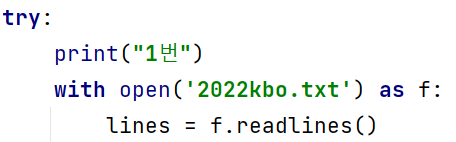 try:
    print("1번")
    with open('2022kbo.txt') as f:
        lines = f.readlines()